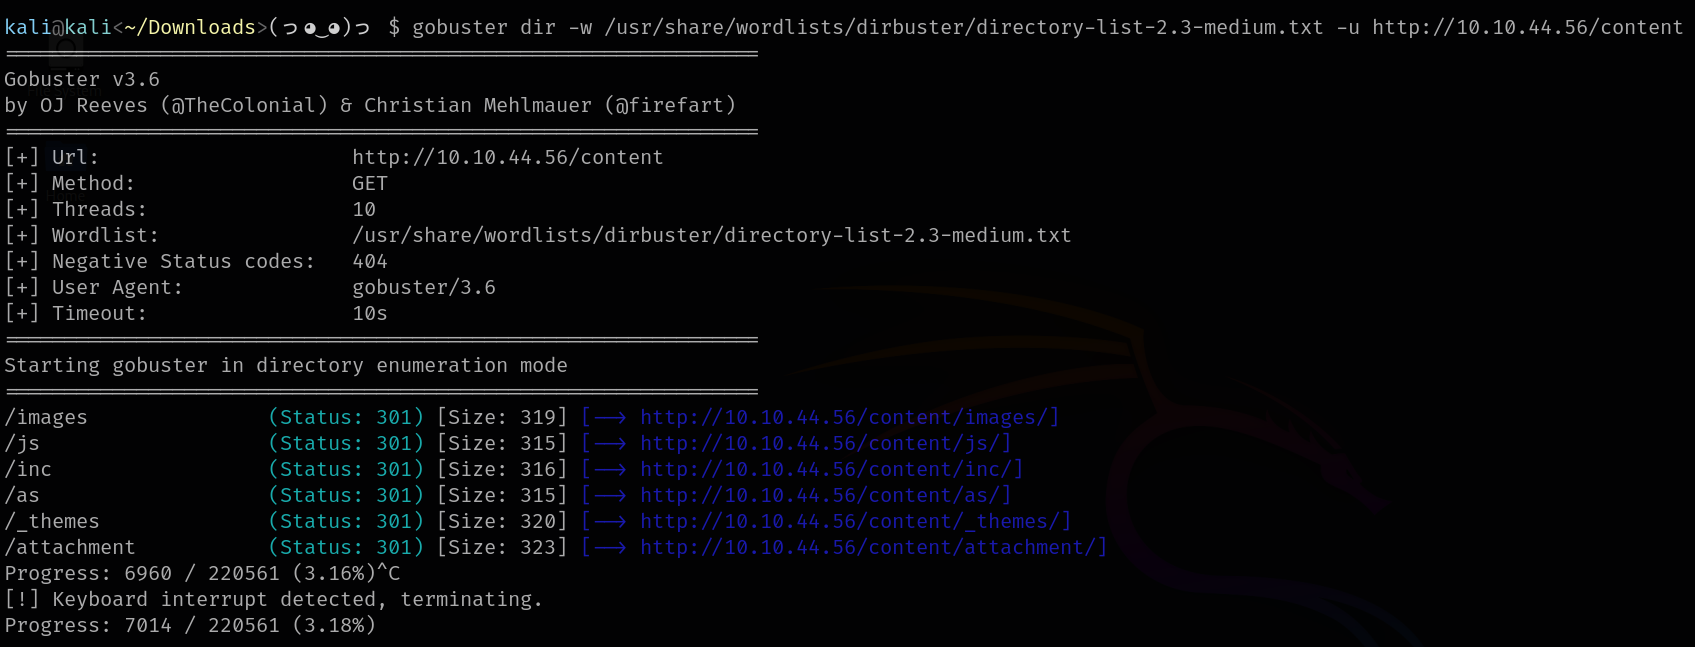 kali@kali<~/Downloads>(っ◕‿◕)っ $ gobuster dir -w /usr/share/wordlists/dirbuster/directory-list-2.3-medium.txt -u http://10.10.44.56/content
===============================================================
Gobuster v3.6
by OJ Reeves (@TheColonial) & Christian Mehlmauer (@firefart)
===============================================================
[+] Url:                     http://10.10.44.56/content
[+] Method:                  GET
[+] Threads:                 10
[+] Wordlist:                /usr/share/wordlists/dirbuster/directory-list-2.3-medium.txt
[+] Negative Status codes:   404
[+] User Agent:              gobuster/3.6
[+] Timeout:                 10s
===============================================================
Starting gobuster in directory enumeration mode
===============================================================
/images               (Status: 301) [Size: 319] [--> http://10.10.44.56/content/images/]
/js                   (Status: 301) [Size: 315] [--> http://10.10.44.56/content/js/]
/inc                  (Status: 301) [Size: 316] [--> http://10.10.44.56/content/inc/]
/as                   (Status: 301) [Size: 315] [--> http://10.10.44.56/content/as/]
/_themes              (Status: 301) [Size: 320] [--> http://10.10.44.56/content/_themes/]
/attachment           (Status: 301) [Size: 323] [--> http://10.10.44.56/content/attachment/]
Progress: 6960 / 220561 (3.16%)^C
[!] Keyboard interrupt detected, terminating.
Progress: 7014 / 220561 (3.18%)